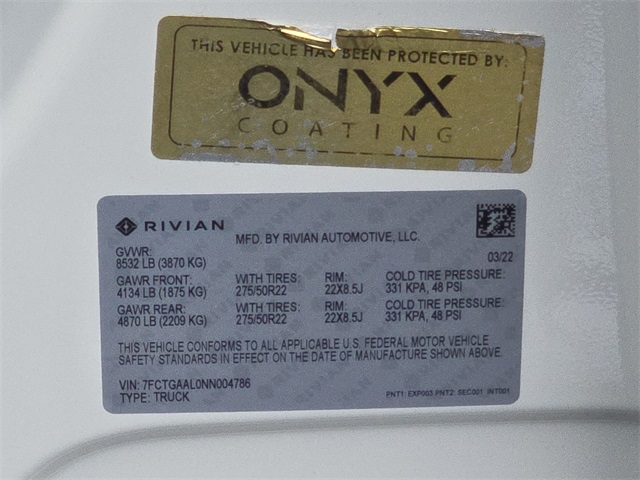 THIS VEHICLE HAS BEEN PROTECTED BY:
ONYX
COATING
RIVIAN
MFD. BY RIVIAN AUTOMOTIVE, LLC.
03/22
GVWR:
8532 LB (3870 KG)
GAWR FRONT: WITH TIRES: RIM: COLD TIRE PRESSURE:
4134 LB (1875 KG) 275/50R22 22X8.5J 331 KPA, 48 PSI
GAWR REAR: WITH TIRES: RIM: COLD TIRE PRESSURE:
4870 LB (2209 KG) 275/50R22 22X8.5J 331 KPA, 48 PSI
THIS VEHICLE CONFORMS TO ALL APPLICABLE U.S. FEDERAL MOTOR VEHICLE
SAFETY STANDARDS IN EFFECT ON THE DATE OF MANUFACTURE SHOWN ABOVE.
VIN: 7FCTGAAL0NN004786
TYPE: TRUCK
PNT1: EXP003 PNT2: SEC001 INT001